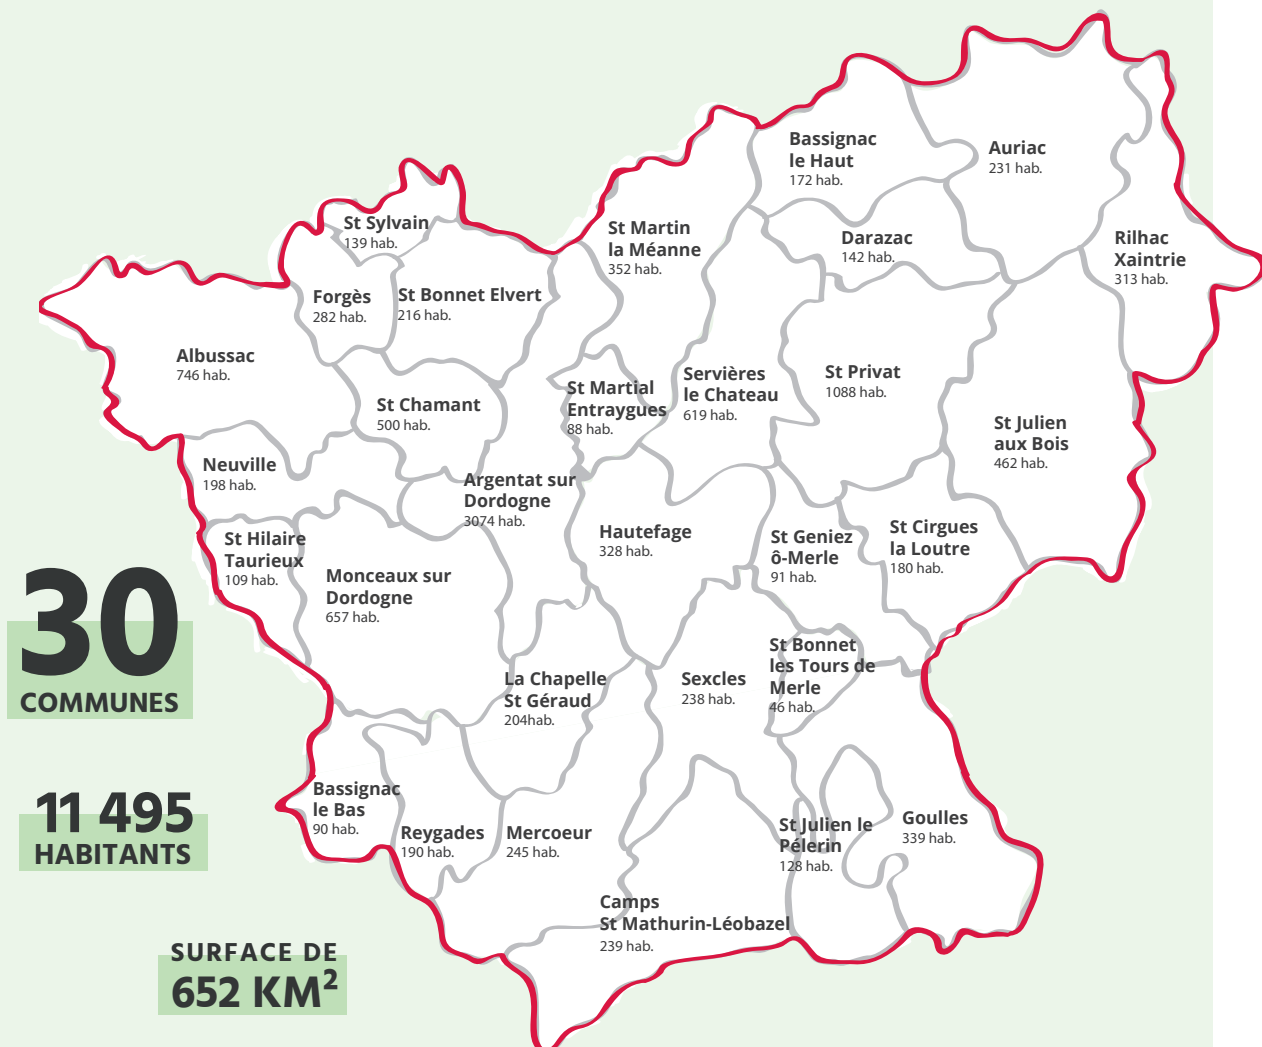 Bassignac
le Haut
172 hab.
Auriac
231 hab.
St Sylvain
139 hab.
St Martin
la Méanne
352 hab.
Darazac
142 hab.
Rilhac
Xaintrie
313 hab.
Forgès
282 hab.
St Bonnet Elvert
216 hab.
Albussac
746 hab.
St Chamant
500 hab.
St Martial
Entraygues
88 hab.
Servières
le Chateau
619 hab.
St Privat
1088 hab.
St Julien
aux Bois
462 hab.
Neuville
198 hab.
Argentat sur
Dordogne
3074 hab.
St Hilaire
Taurieux
109 hab.
Monceaux sur
Dordogne
657 hab.
Hautefage
328 hab.
St Geniez
ô-Merle
91 hab.
St Cirgues
la Loutre
180 hab.
30
COMMUNES
La Chapelle
St Géraud
204hab.
Sexcles
238 hab.
St Bonnet
les Tours de
Merle
46 hab.
11 495
HABITANTS
Bassignac
le Bas
90 hab.
Reygades
190 hab.
Mercoeur
245 hab.
St Julien le
Pélerin
128 hab.
Goulles
339 hab.
Camps
St Mathurin-Léobazel
239 hab.
SURFACE DE
652 KM²